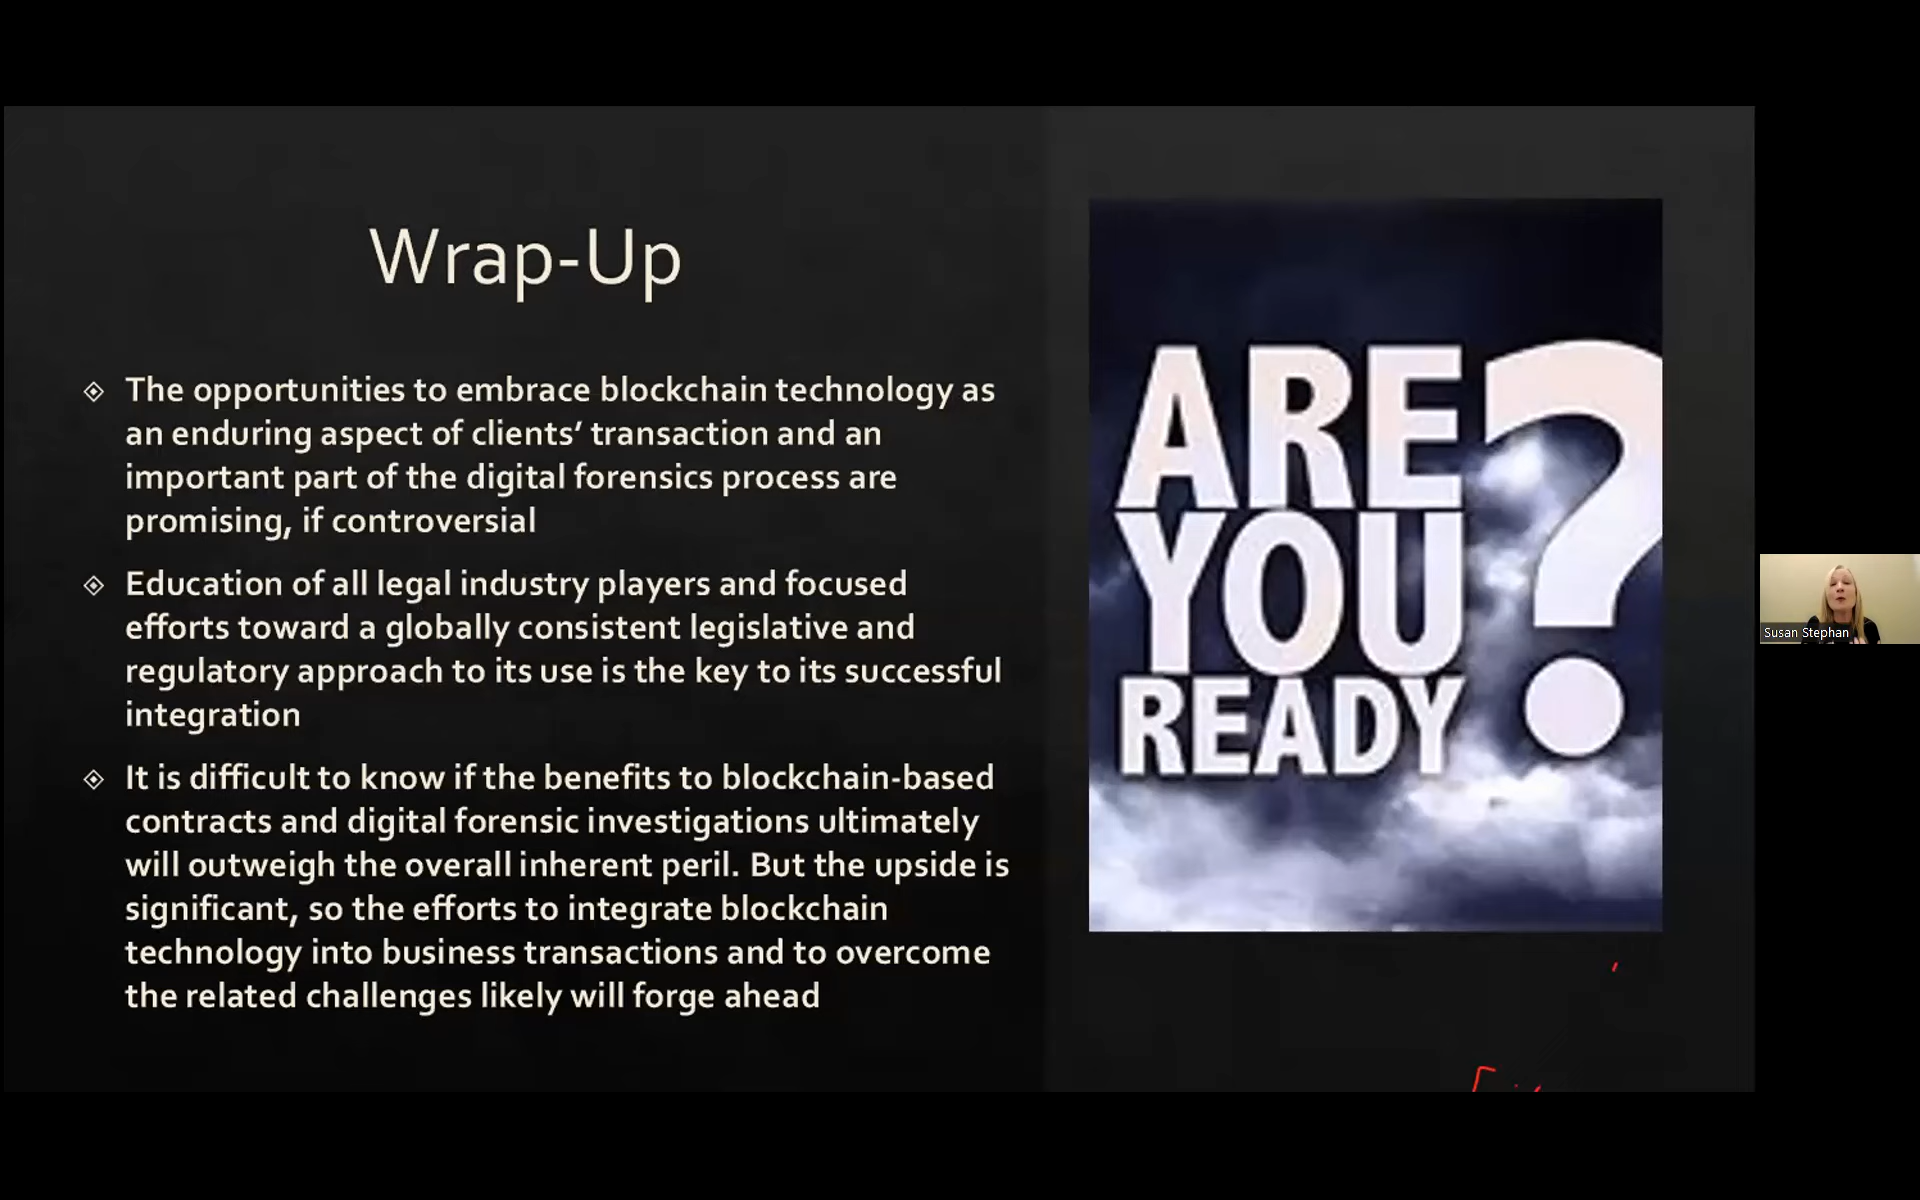 Wrap-Up
The opportunities to embrace blockchain technology as
an enduring aspect of clients’ transaction and an
important part of the digital forensics process are
promising, if controversial
Education of all legal industry players and focused
efforts toward a globally consistent legislative and
regulatory approach to its use is the key to its successful
integration
It is difficult to know if the benefits to blockchain-based
contracts and digital forensic investigations ultimately
will outweigh the overall inherent peril. But the upside is
significant, so the efforts to integrate blockchain
technology into business transactions and to overcome
the related challenges likely will forge ahead
ARE
YOU
READY?
Susan Stephan